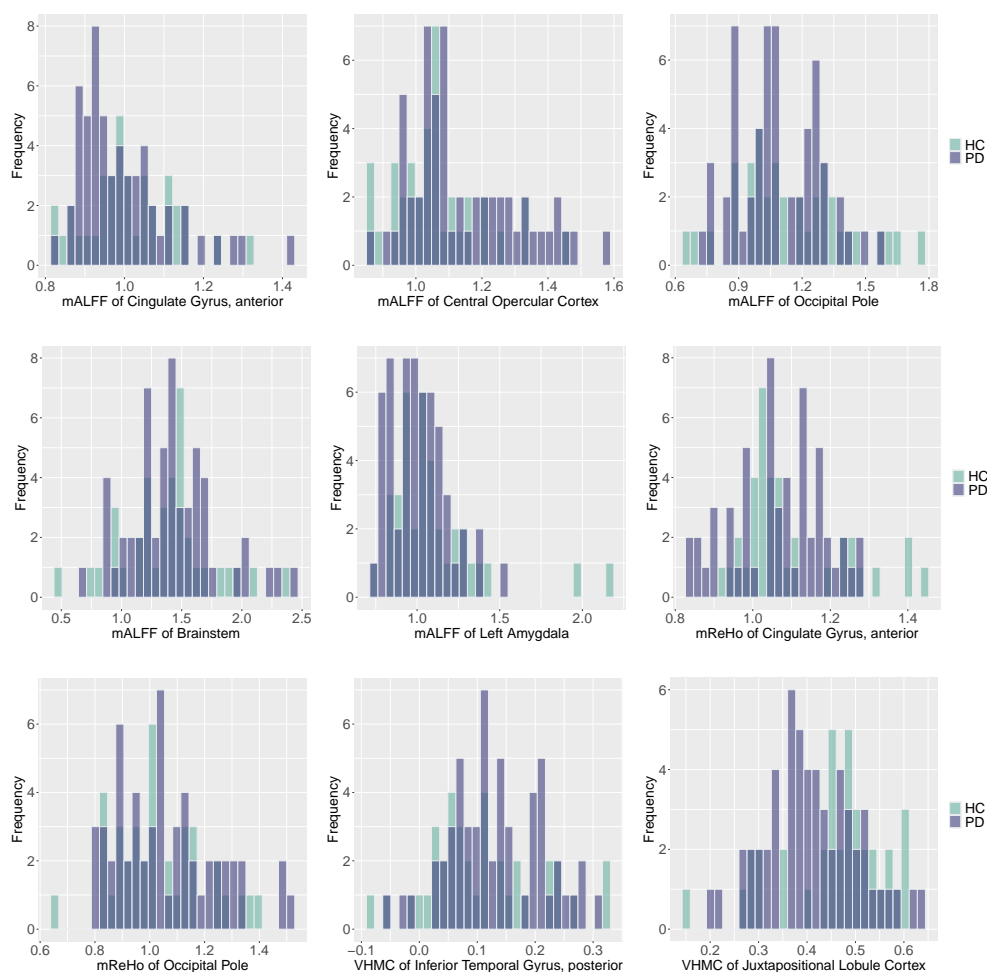 8
6
4
2
0
Frequency
0.8 1.0 1.2 1.4
mALFF of Cingulate Gyrus, anterior
6
4
2
0
Frequency
1.0 1.2 1.4 1.6
mALFF of Central Opercular Cortex
6
4
2
0
Frequency
0.6 0.9 1.2 1.5 1.8
mALFF of Occipital Pole
HC
PD
8
6
4
2
0
Frequency
0.5 1.0 1.5 2.0 2.5
mALFF of Brainstem
6
4
2
0
Frequency
1.0 1.5 2.0
mALFF of Left Amygdala
8
6
4
2
0
Frequency
0.8 1.0 1.2 1.4
mReHo of Cingulate Gyrus, anterior
HC
PD
6
4
2
0
Frequency
0.6 0.8 1.0 1.2 1.4
mReHo of Occipital Pole
6
4
2
0
Frequency
−0.1 0.0 0.1 0.2 0.3
VHMC of Inferior Temporal Gyrus, posterior
6
4
2
0
Frequency
0.2 0.3 0.4 0.5 0.6
VHMC of Juxtapositional Lobule Cortex
HC
PD